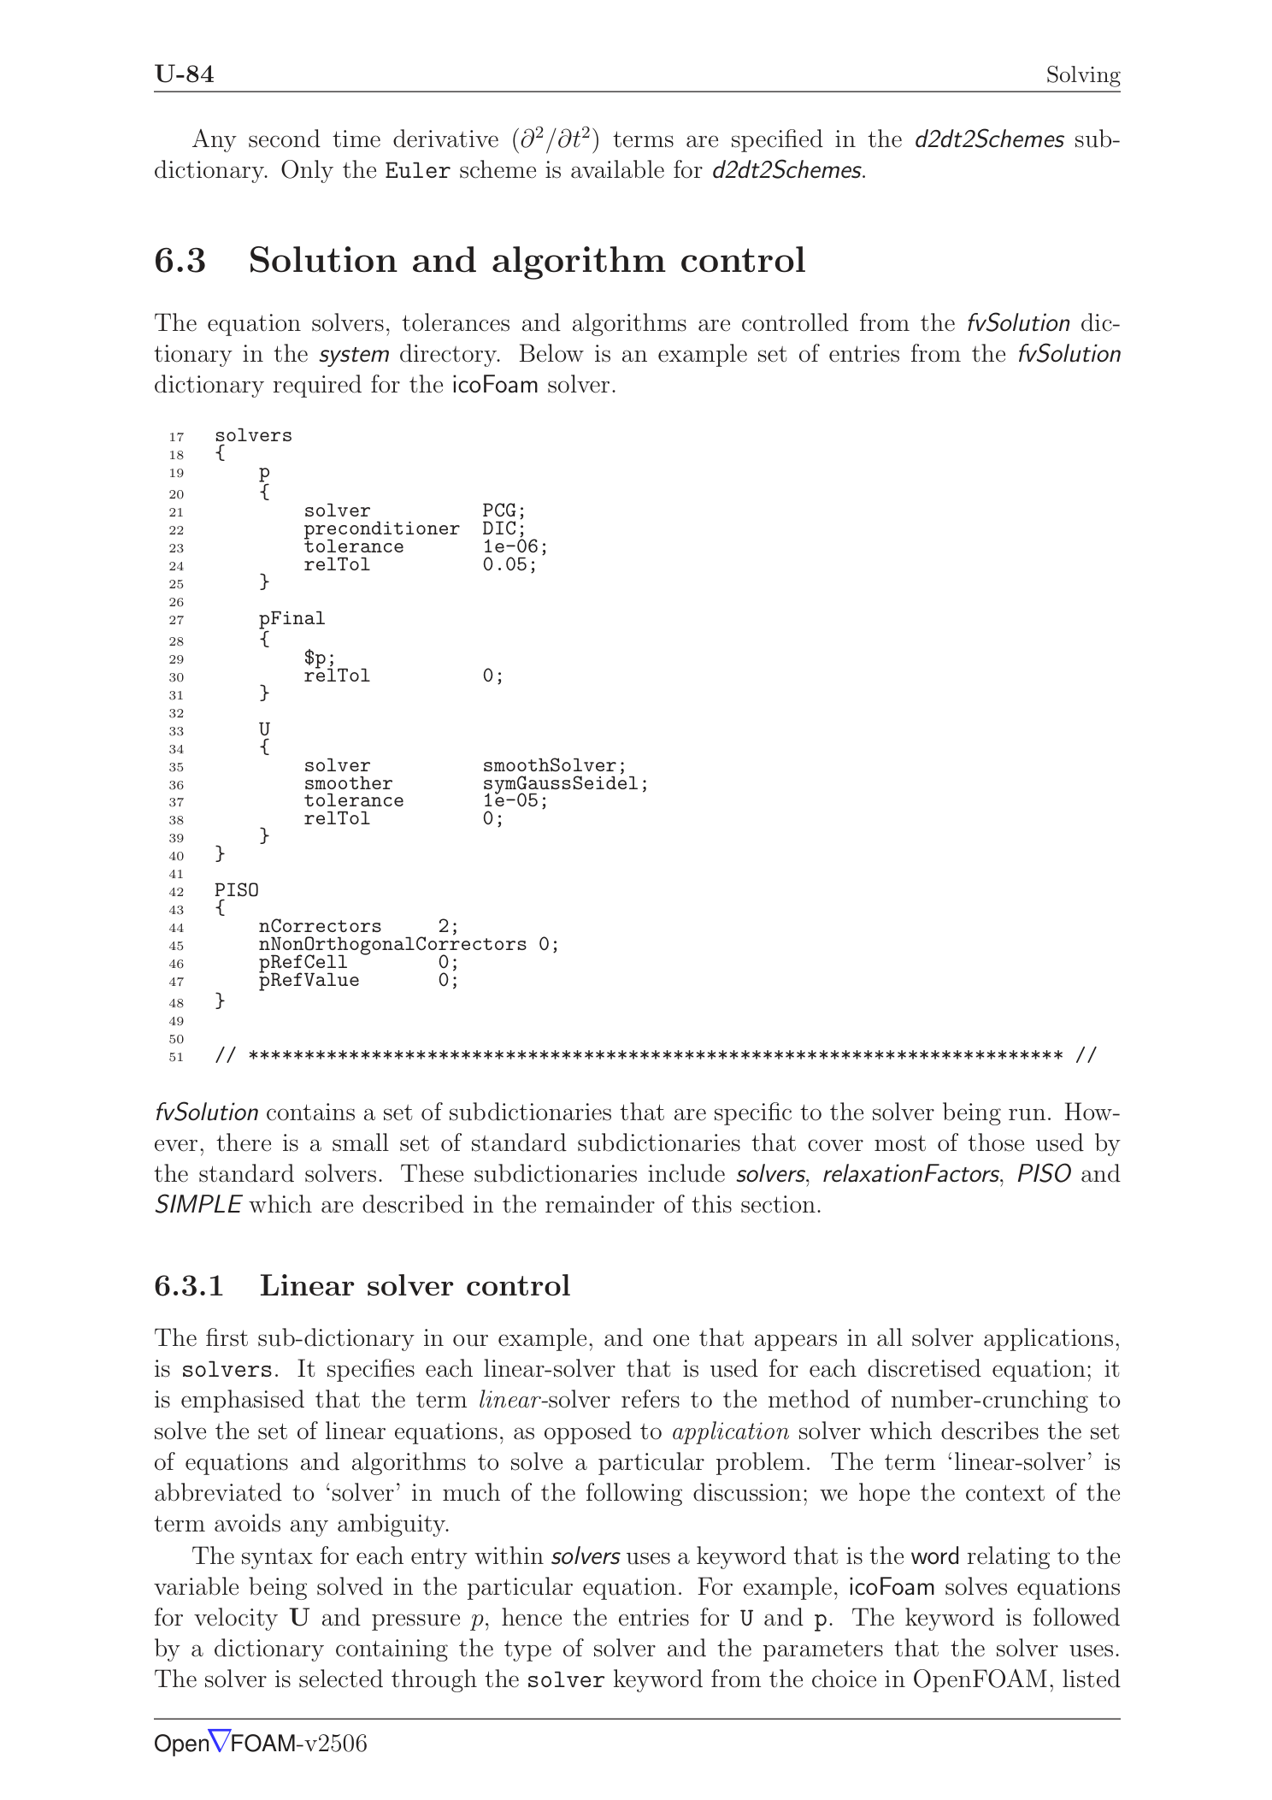 U-84 Solving
Any second time derivative (∂²/∂t²) terms are specified in the d2dt2Schemes sub-
dictionary. Only the Euler scheme is available for d2dt2Schemes.
6.3 Solution and algorithm control
The equation solvers, tolerances and algorithms are controlled from the fvSolution dic-
tionary in the system directory. Below is an example set of entries from the fvSolution
dictionary required for the icoFoam solver.
17 solvers
18 {
19     p
20     {
21         solver          PCG;
22         preconditioner  DIC;
23         tolerance       1e-06;
24         relTol          0.05;
25     }
26
27     pFinal
28     {
29         $p;
30         relTol          0;
31     }
32
33     U
34     {
35         solver          smoothSolver;
36         smoother        symGaussSeidel;
37         tolerance       1e-05;
38         relTol          0;
39     }
40 }
41
42 PISO
43 {
44     nCorrectors     2;
45     nNonOrthogonalCorrectors 0;
46     pRefCell        0;
47     pRefValue       0;
48 }
49
50
51 // ************************************************************************* //
fvSolution contains a set of subdictionaries that are specific to the solver being run. How-
ever, there is a small set of standard subdictionaries that cover most of those used by
the standard solvers. These subdictionaries include solvers, relaxationFactors, PISO and
SIMPLE which are described in the remainder of this section.
6.3.1 Linear solver control
The first sub-dictionary in our example, and one that appears in all solver applications,
is solvers. It specifies each linear-solver that is used for each discretised equation; it
is emphasised that the term linear-solver refers to the method of number-crunching to
solve the set of linear equations, as opposed to application solver which describes the set
of equations and algorithms to solve a particular problem. The term ‘linear-solver’ is
abbreviated to ‘solver’ in much of the following discussion; we hope the context of the
term avoids any ambiguity.
The syntax for each entry within solvers uses a keyword that is the word relating to the
variable being solved in the particular equation. For example, icoFoam solves equations
for velocity U and pressure p, hence the entries for U and p. The keyword is followed
by a dictionary containing the type of solver and the parameters that the solver uses.
The solver is selected through the solver keyword from the choice in OpenFOAM, listed
Open▽FOAM-v2506